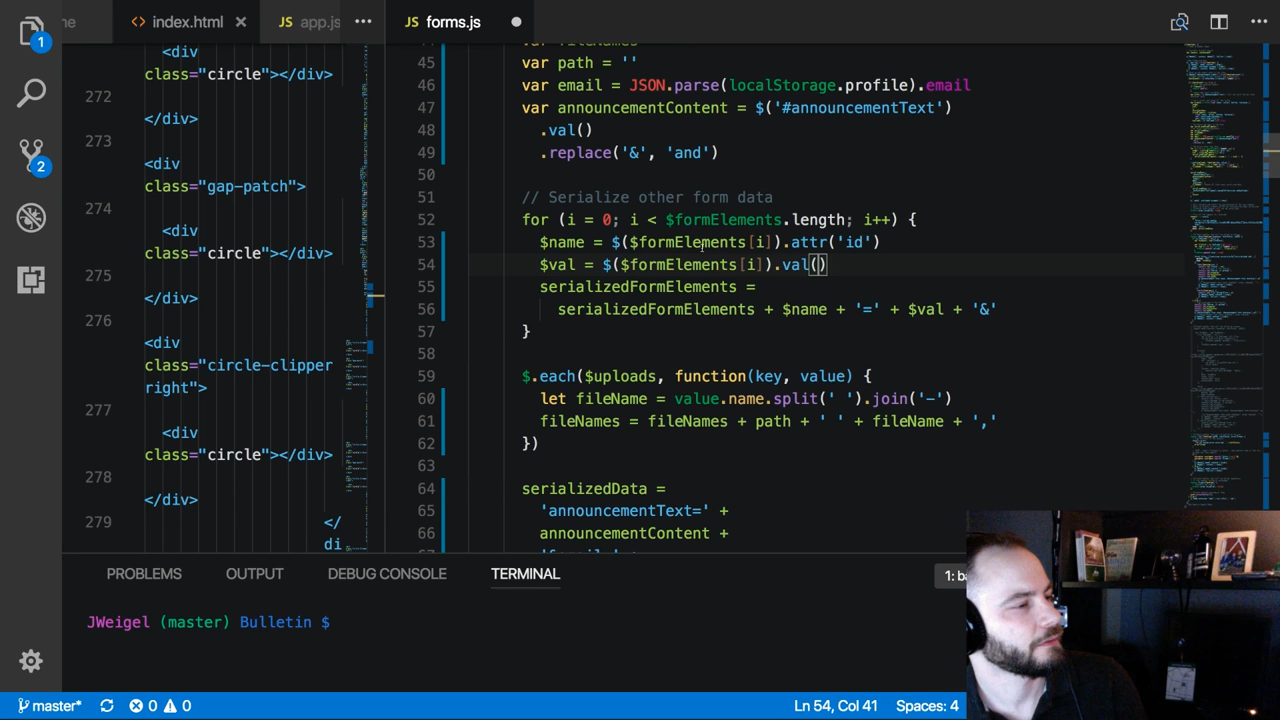 me
index.html
JS app.js
JS forms.js
1
2
<div
class="circle"></div>
272
</div>
273
<div
class="gap-patch">
274
<div
class="circle"></div>
275
</div>
276
<div
class="circle-clipper
right">
277
<div
class="circle"></div>
278
</div>
279
</
di
45 var path = ''
46 var email = JSON.parse(localStorage.profile).email
47 var announcementContent = $('#announcementText')
48 .val()
49 .replace('&', 'and')
50
51 // Serialize other form data
52 for (i = 0; i < $formElements.length; i++) {
53 $name = $($formElements[i]).attr('id')
54 $val = $($formElements[i]).val()
55 serializedFormElements =
56 serializedFormElements + $name + '=' + $val + '&'
57 }
58
59 $.each($uploads, function(key, value) {
60 let fileName = value.name.split(' ').join('-')
61 fileNames = fileNames + path + ' ' + fileName + ','
62 })
63
64 serializedData =
65 'announcementText=' +
66 announcementContent +
PROBLEMS OUTPUT DEBUG CONSOLE TERMINAL
1: ba
JWeigel (master) Bulletin $
master* 0 0
Ln 54, Col 41 Spaces: 4